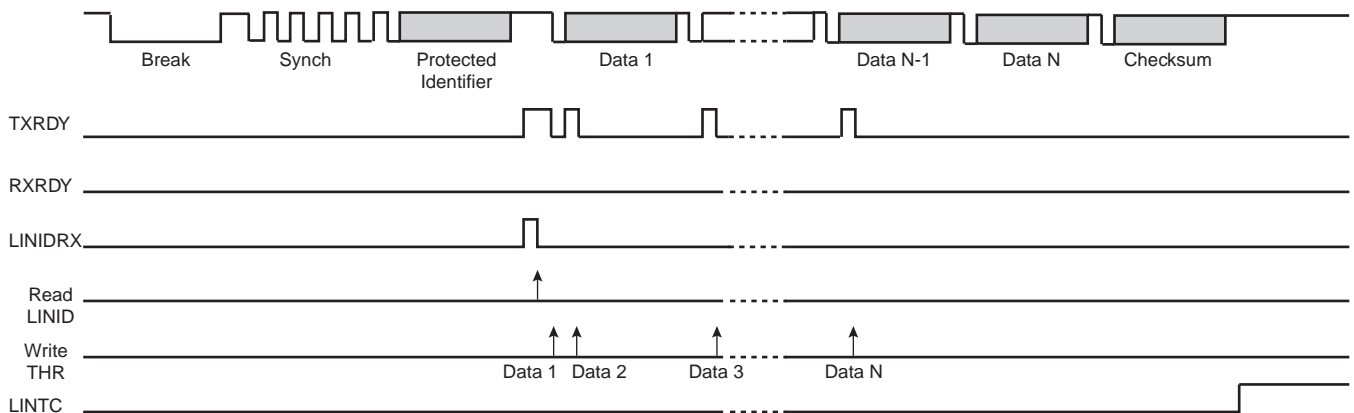 Break Synch Protected Data 1 Data N-1 Data N Checksum
Identifier
TXRDY
RXRDY
LINIDRX
Read
LINID
Write
THR
Data 1 Data 2 Data 3 Data N
LINTC